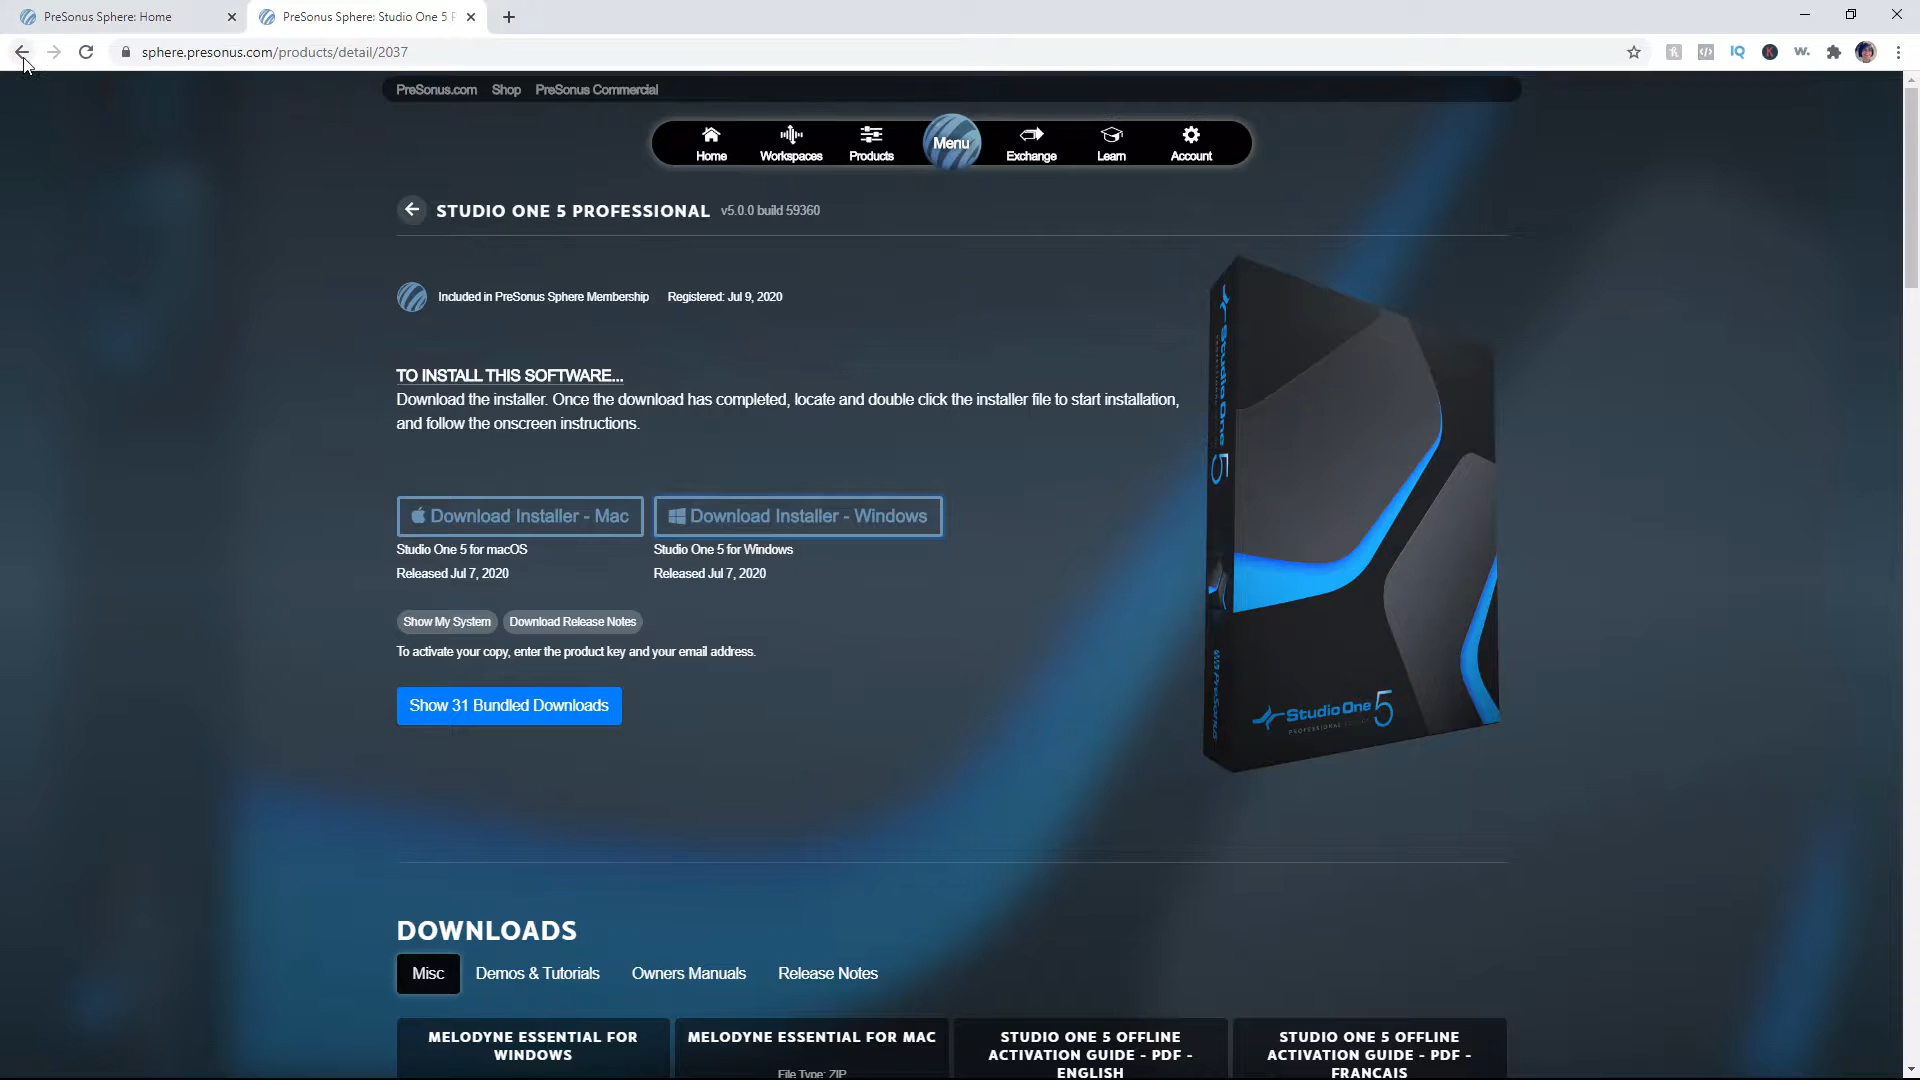 PreSonus Sphere: Home
PreSonus Sphere: Studio One 5 P
sphere.presonus.com/products/detail/2037
PreSonus.com Shop PreSonus Commercial
Home Workspaces Products Menu Exchange Learn Account
STUDIO ONE 5 PROFESSIONAL v5.0.0 build 59360
Included in PreSonus Sphere Membership Registered: Jul 9, 2020
TO INSTALL THIS SOFTWARE...
Download the installer. Once the download has completed, locate and double click the installer file to start installation,
and follow the onscreen instructions.
Download Installer - Mac Download Installer - Windows
Studio One 5 for macOS Studio One 5 for Windows
Released Jul 7, 2020 Released Jul 7, 2020
Show My System Download Release Notes
To activate your copy, enter the product key and your email address.
Show 31 Bundled Downloads
Studio One 5
PreSonus
Studio One 5
PROFESSIONAL EDITION
DOWNLOADS
Misc Demos & Tutorials Owners Manuals Release Notes
MELODYNE ESSENTIAL FOR
WINDOWS
MELODYNE ESSENTIAL FOR MAC
File Type: ZIP
STUDIO ONE 5 OFFLINE
ACTIVATION GUIDE - PDF -
ENGLISH
STUDIO ONE 5 OFFLINE
ACTIVATION GUIDE - PDF -
FRANCAIS